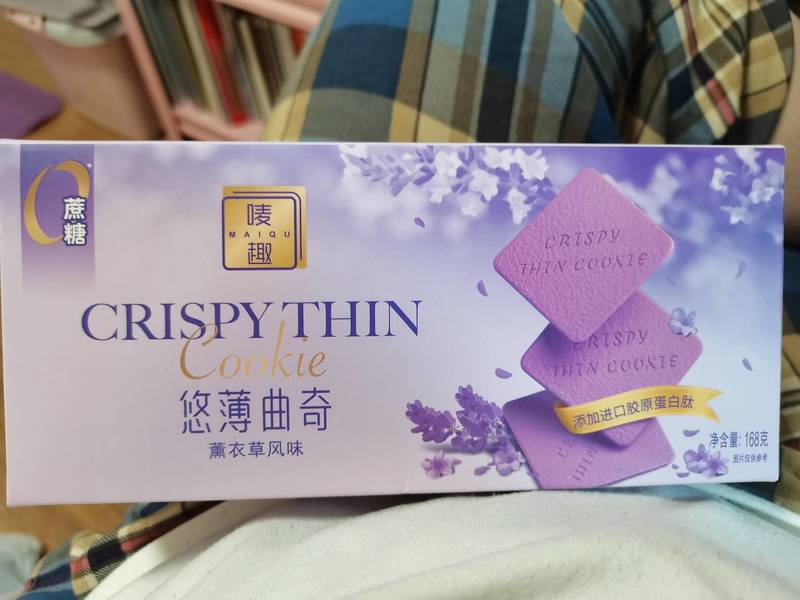 0
蔗糖
唛
MAIQU
趣
CRISPY THIN
Cookie
悠薄曲奇
薰衣草风味
CRISPY
THIN COOKIE
CRISPY
THIN COOKIE
添加进口胶原蛋白肽
THIN
净含量: 168克
图片仅供参考